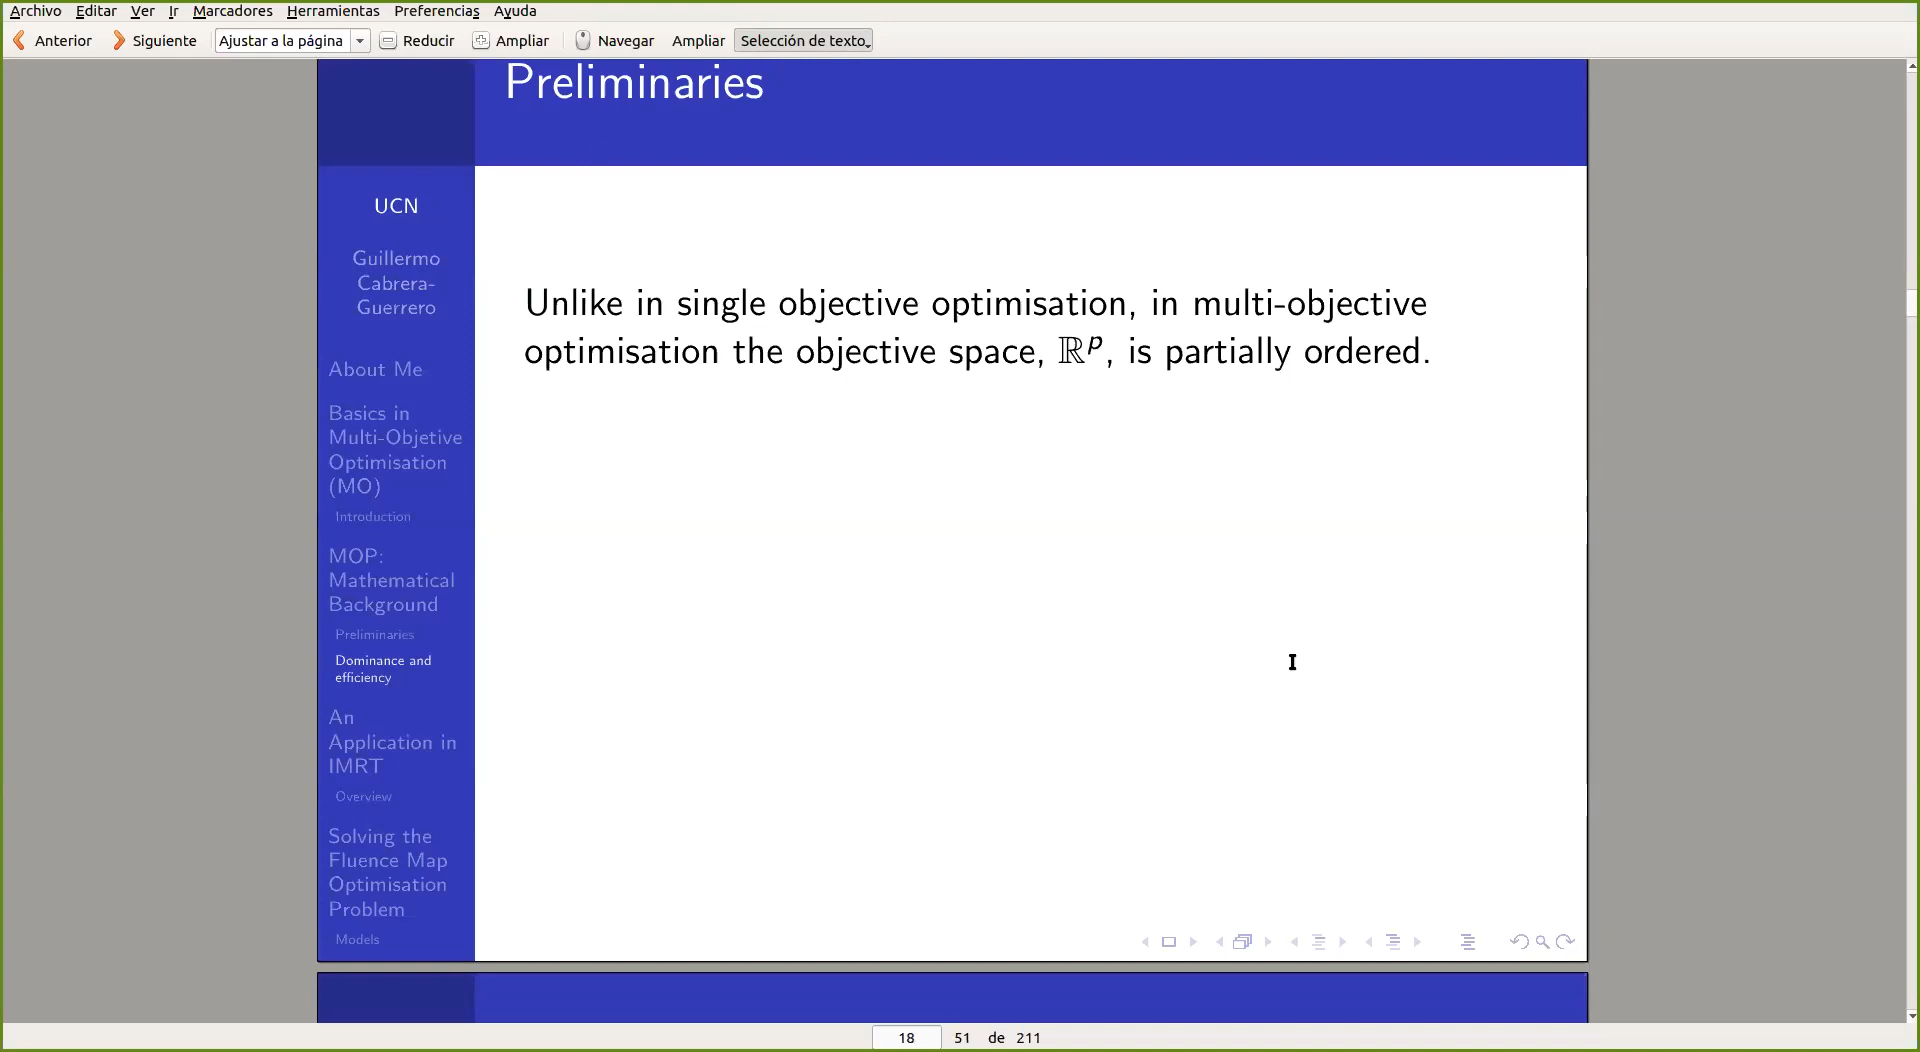 Archivo Editar Ver Ir Marcadores Herramientas Preferencias Ayuda
Anterior Siguiente Ajustar a la página Reducir Ampliar Navegar Ampliar Selección de texto
Preliminaries
UCN
Guillermo
Cabrera-
Guerrero
About Me
Basics in
Multi-Objetive
Optimisation
(MO)
Introduction
MOP:
Mathematical
Background
Preliminaries
Dominance and
efficiency
An
Application in
IMRT
Overview
Solving the
Fluence Map
Optimisation
Problem
Models
Unlike in single objective optimisation, in multi-objective
optimisation the objective space, ℝᵖ, is partially ordered.
18 51 de 211